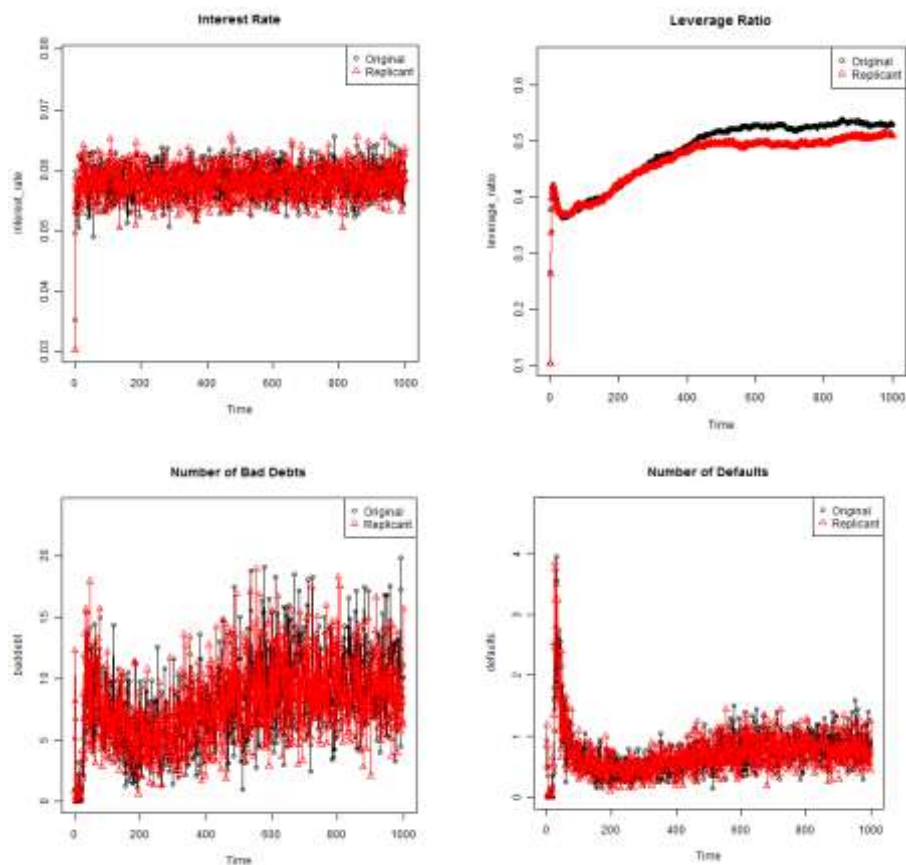 Interest Rate
Original
Replicant
0.08
0.07
0.06
0.05
0.04
0.03
interest_rate
0 200 400 600 800 1000
Time
Leverage Ratio
Original
Replicant
0.6
0.5
0.4
0.3
0.2
0.1
leverage_ratio
0 200 400 600 800 1000
Time
Number of Bad Debts
Original
Replicant
20
15
10
5
0
baddebt
0 200 400 600 800 1000
Time
Number of Defaults
Original
Replicant
4
3
2
1
0
defaults
0 200 400 600 800 1000
Time